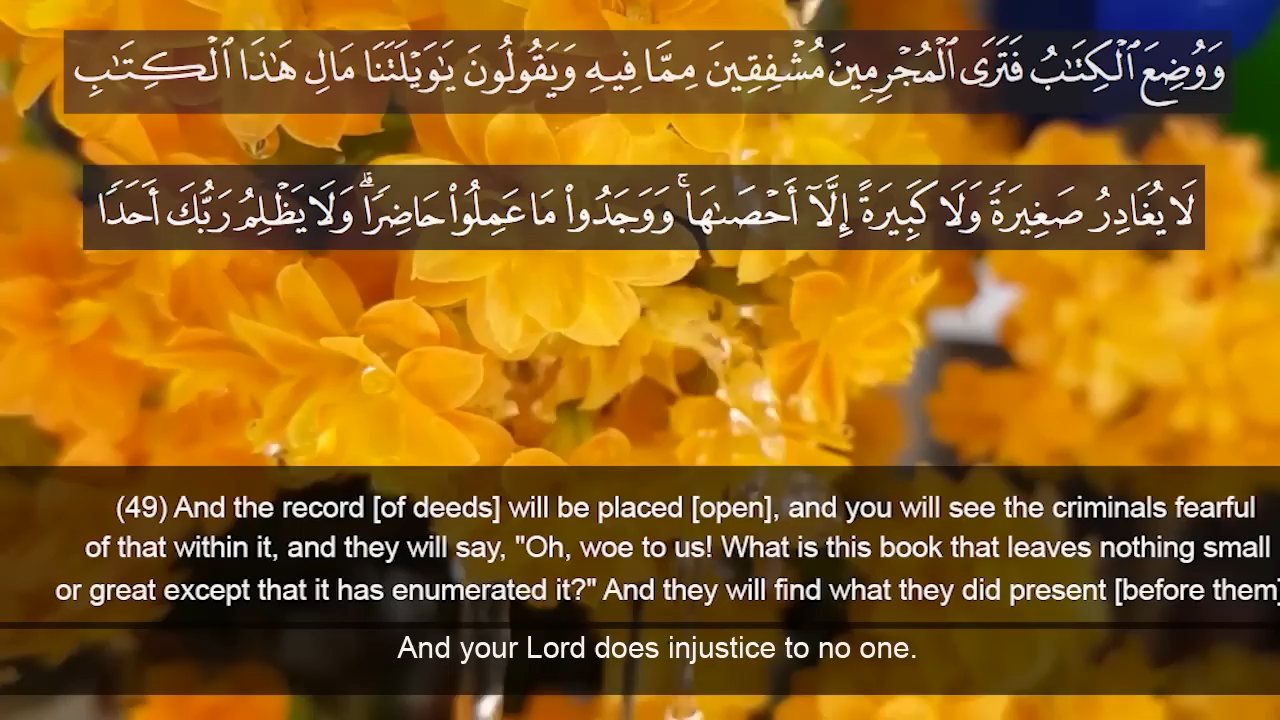 وَوُضِعَ ٱلْكِتَٰبُ فَتَرَى ٱلْمُجْرِمِينَ مُشْفِقِينَ مِمَّا فِيهِ وَيَقُولُونَ يَٰوَيْلَتَنَا مَالِ هَٰذَا ٱلْكِتَٰبِ
لَا يُغَادِرُ صَغِيرَةً وَلَا كَبِيرَةً إِلَّآ أَحْصَىٰهَا ۚ وَوَجَدُوا۟ مَا عَمِلُوا۟ حَاضِرًا ۗ وَلَا يَظْلِمُ رَبُّكَ أَحَدًا
(49) And the record [of deeds] will be placed [open], and you will see the criminals fearful
of that within it, and they will say, "Oh, woe to us! What is this book that leaves nothing small
or great except that it has enumerated it?" And they will find what they did present [before them]
And your Lord does injustice to no one.